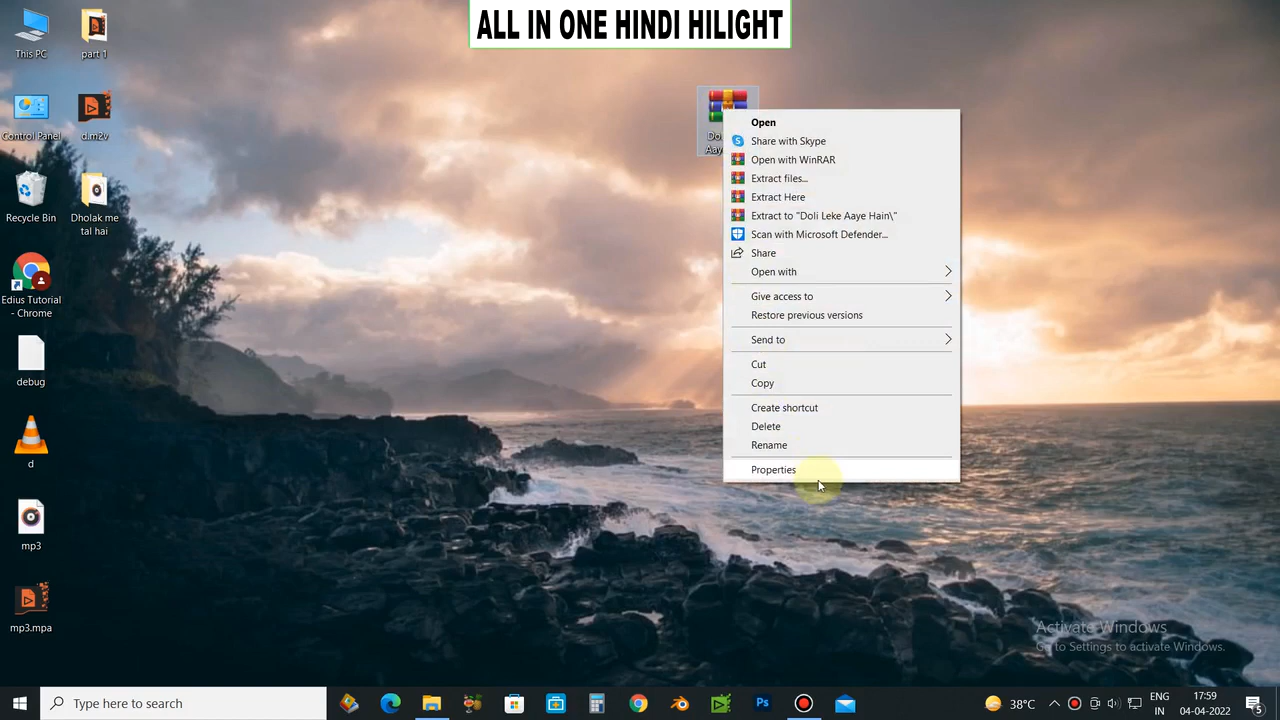 ALL IN ONE HINDI HILIGHT
This PC
part 1
Control Panel
d.m2v
Recycle Bin
Dholak me
tal hai
Edius Tutorial
- Chrome
debug
d
mp3
mp3.mpa
Open
Share with Skype
Open with WinRAR
Extract files...
Extract Here
Extract to "Doli Leke Aaye Hain\"
Scan with Microsoft Defender...
Share
Open with
Give access to
Restore previous versions
Send to
Cut
Copy
Create shortcut
Delete
Rename
Properties
Activate Windows
Go to Settings to activate Windows.
Type here to search
Ps
38°C
ENG
IN
17:59
04-04-2022
5